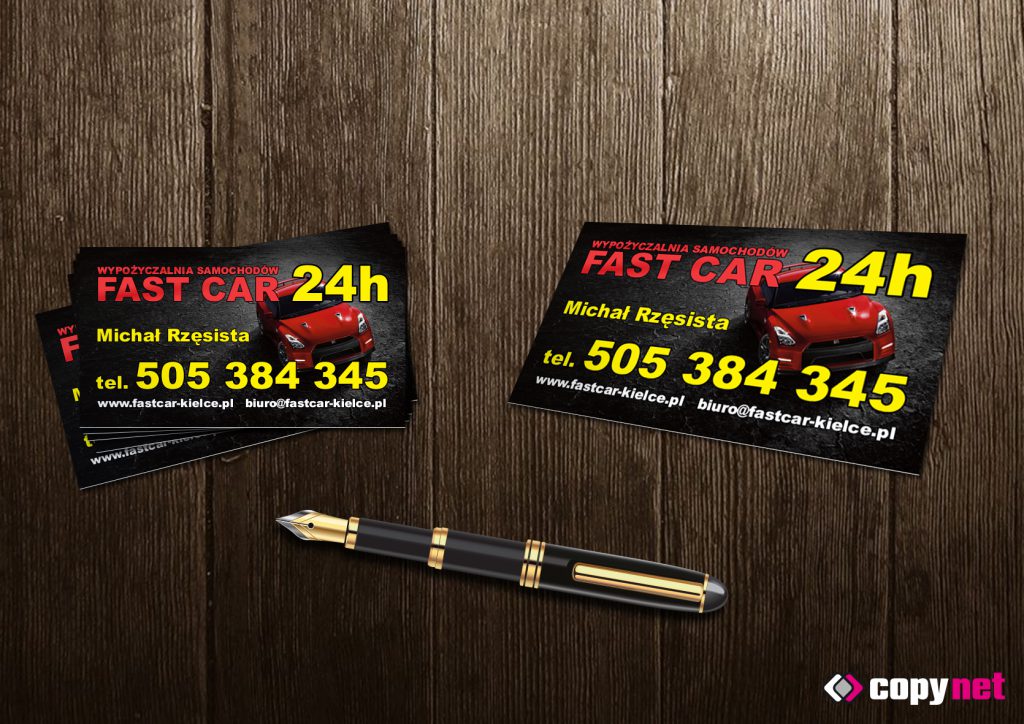 WYPOŻYCZALNIA SAMOCHODÓW
FAST CAR 24h
Michał Rzęsista
tel. 505 384 345
www.fastcar-kielce.pl biuro@fastcar-kielce.pl
www.fastcar
WYPOŻYCZALNIA SAMOCHODÓW
FAST CAR 24h
Michał Rzęsista
tel. 505 384 345
www.fastcar-kielce.pl biuro@fastcar-kielce.pl
copynet